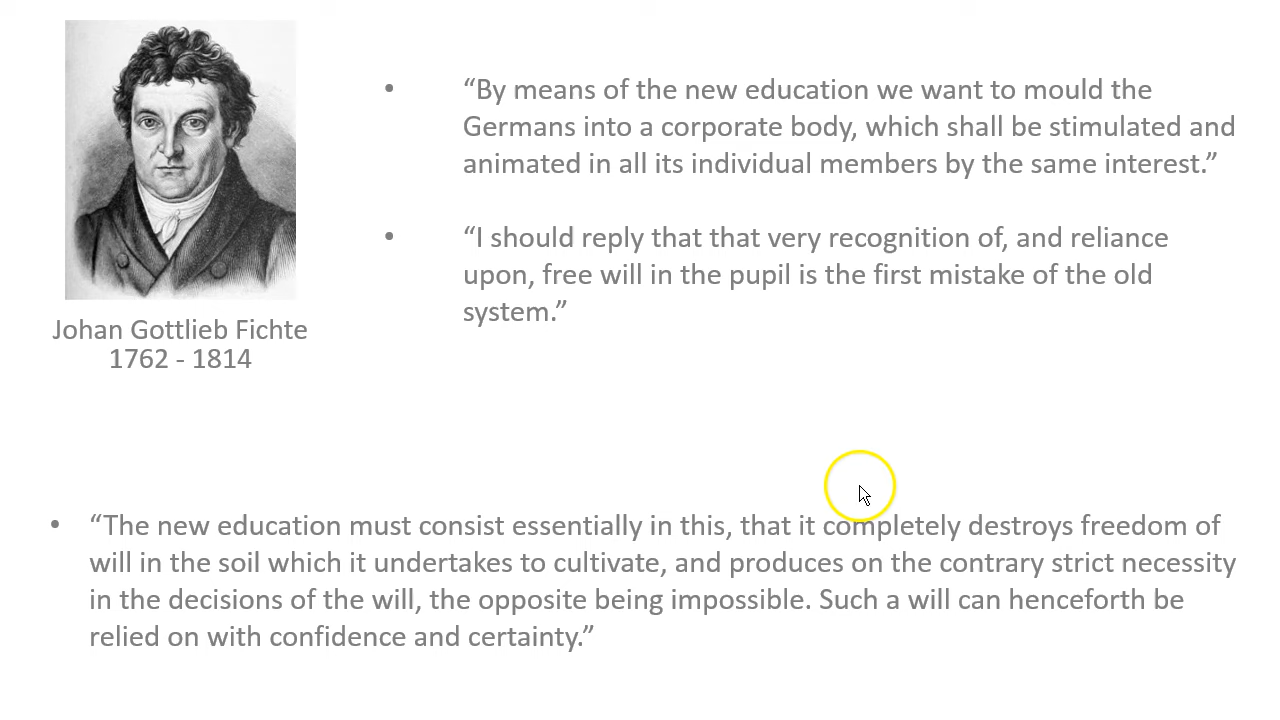 Johan Gottlieb Fichte
1762 - 1814
• “By means of the new education we want to mould the
Germans into a corporate body, which shall be stimulated and
animated in all its individual members by the same interest.”
• “I should reply that that very recognition of, and reliance
upon, free will in the pupil is the first mistake of the old
system.”
• “The new education must consist essentially in this, that it completely destroys freedom of
will in the soil which it undertakes to cultivate, and produces on the contrary strict necessity
in the decisions of the will, the opposite being impossible. Such a will can henceforth be
relied on with confidence and certainty.”